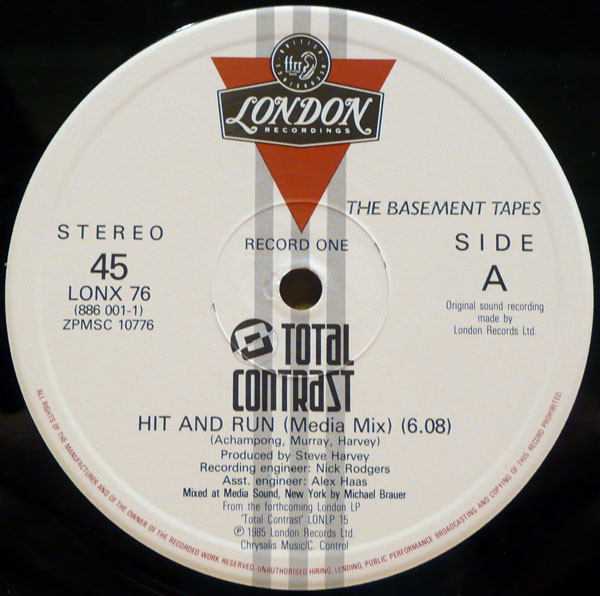 BRITISH
ffrr
RECORDINGS
LONDON
RECORDINGS
THE BASEMENT TAPES
STEREO
RECORD ONE
SIDE
45
A
LONX 76
(886 001-1)
ZPMSC 10776
Original sound recording
made by
London Records Ltd.
TOTAL
CONTRAST
HIT AND RUN (Media Mix) (6.08)
(Achampong, Murray, Harvey)
Produced by Steve Harvey
Recording engineer: Nick Rodgers
Asst. engineer: Alex Haas
Mixed at Media Sound, New York by Michael Brauer
From the forthcoming London LP
'Total Contrast' LONLP 15
℗ 1985 London Records Ltd.
Chrysalis Music/C. Control
ALL RIGHTS OF THE MANUFACTURER AND OF THE OWNER OF THE RECORDED WORK RESERVED. UNAUTHORISED HIRING, LENDING, PUBLIC PERFORMANCE BROADCASTING AND COPYING OF THIS RECORD PROHIBITED